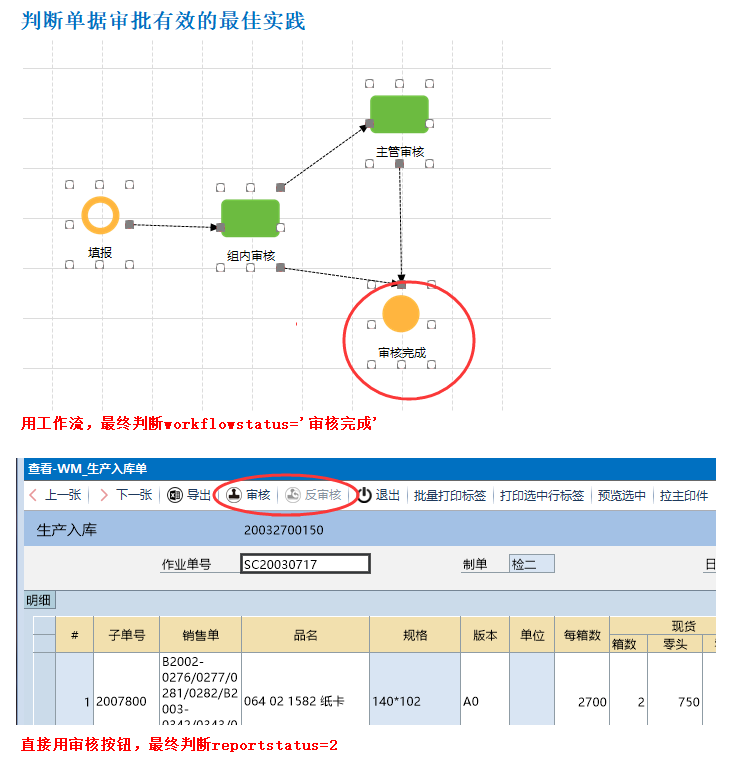 判断单据审批有效的最佳实践
主管审核
填报
组内审核
审核完成
用工作流，最终判断workflowstatus='审核完成'
查看-WM_生产入库单
上一张 下一张 导出 审核 反审核 退出 批量打印标签 打印选中行标签 预览选中 拉主印件
生产入库 20032700150
作业单号 SC20030717 制单 检二 日
明细
# 子单号 销售单 品名 规格 版本 单位 每箱数 现货
箱数 零头
B2002-
0276/0277/0
281/0282/B2
1 2007800 064 02 1582 纸卡 140*102 A0 2700 2 750
003-
0342/0343/0
直接用审核按钮，最终判断reportstatus=2